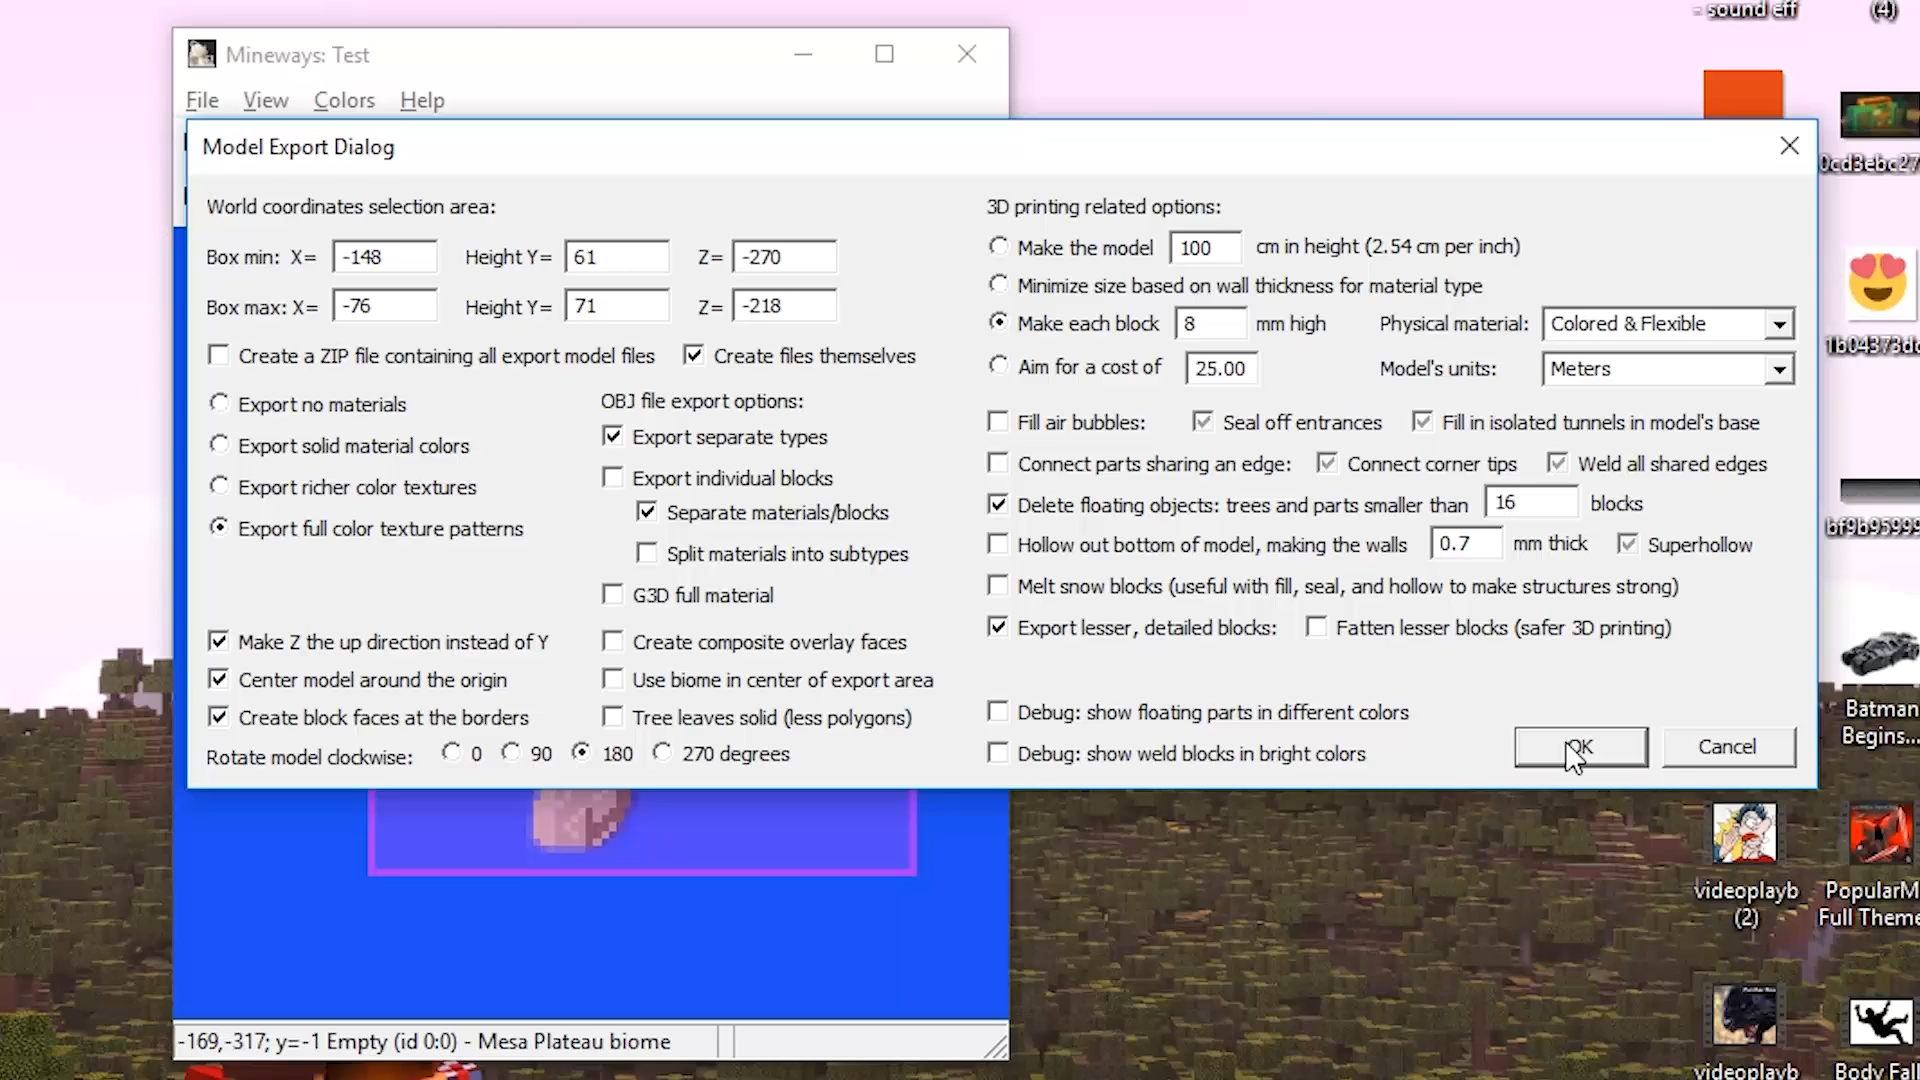 - sound eff
(4)
Mineways: Test
File View Colors Help
Model Export Dialog
World coordinates selection area:
Box min: X= -148 Height Y= 61 Z= -270
Box max: X= -76 Height Y= 71 Z= -218
Create a ZIP file containing all export model files Create files themselves
Export no materials
Export solid material colors
Export richer color textures
Export full color texture patterns
OBJ file export options:
Export separate types
Export individual blocks
Separate materials/blocks
Split materials into subtypes
G3D full material
Make Z the up direction instead of Y
Center model around the origin
Create block faces at the borders
Create composite overlay faces
Use biome in center of export area
Tree leaves solid (less polygons)
Rotate model clockwise: 0 90 180 270 degrees
3D printing related options:
Make the model 100 cm in height (2.54 cm per inch)
Minimize size based on wall thickness for material type
Make each block 8 mm high Physical material: Colored & Flexible
Aim for a cost of 25.00 Model's units: Meters
Fill air bubbles: Seal off entrances Fill in isolated tunnels in model's base
Connect parts sharing an edge: Connect corner tips Weld all shared edges
Delete floating objects: trees and parts smaller than 16 blocks
Hollow out bottom of model, making the walls 0.7 mm thick Superhollow
Melt snow blocks (useful with fill, seal, and hollow to make structures strong)
Export lesser, detailed blocks: Fatten lesser blocks (safer 3D printing)
Debug: show floating parts in different colors
Debug: show weld blocks in bright colors
OK Cancel
0cd3ebc27
1b04373dc
bf9b95999
Batman
Begins...
videoplayb
(2)
PopularM
Full Theme
videoplayb
Body Fall
-169,-317; y=-1 Empty (id 0:0) - Mesa Plateau biome